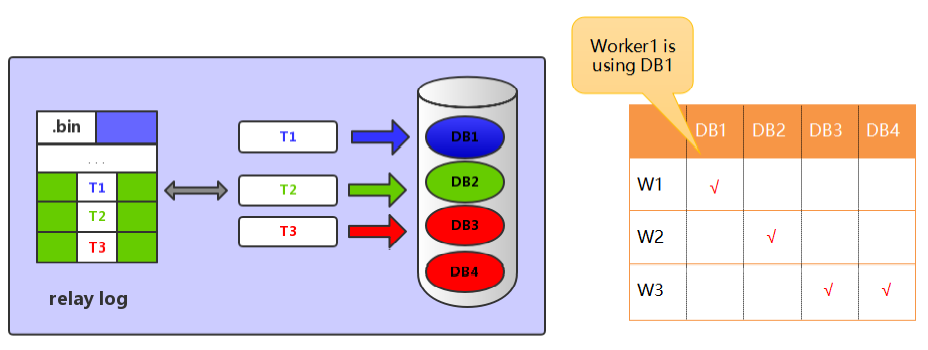 Worker1 is
using DB1
.bin
...
T1
T2
T3
relay log
T1
T2
T3
DB1
DB2
DB3
DB4
DB1 DB2 DB3 DB4
W1 √
W2 √
W3 √ √